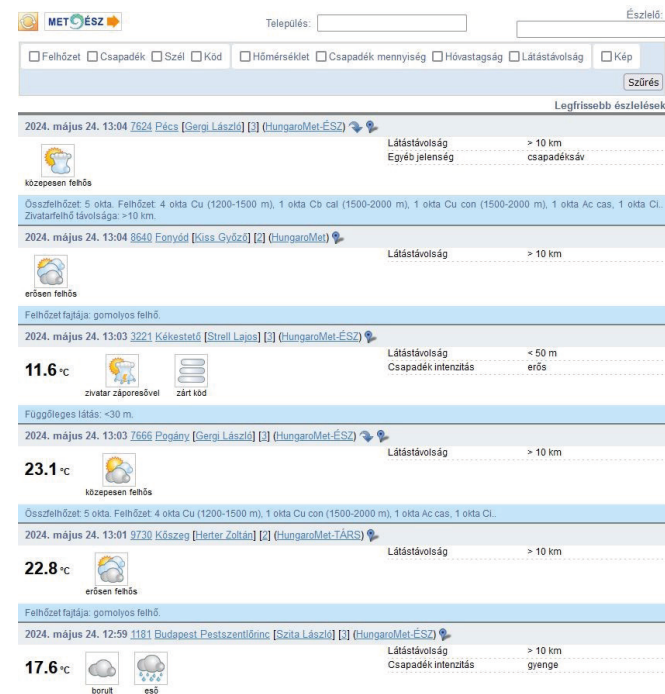 MET ÉSZ
Település:
Észlelő:
Felhőzet Csapadék Szél Köd Hőmérséklet Csapadék mennyiség Hóvastagság Látástávolság Kép
Szűrés
Legfrissebb észlelések
2024. május 24. 13:04 7624 Pécs [Gergi László] [3] (HungaroMet-ÉSZ)
Látástávolság > 10 km
Egyéb jelenség csapadéksáv
közepesen felhős
Összfelhőzet: 5 okta. Felhőzet: 4 okta Cu (1200-1500 m), 1 okta Cb cal (1500-2000 m), 1 okta Cu con (1500-2000 m), 1 okta Ac cas, 1 okta Ci..
Zivatarfelhő távolsága: >10 km.
2024. május 24. 13:04 8640 Fonyód [Kiss Győző] [2] (HungaroMet)
Látástávolság > 10 km
erősen felhős
Felhőzet fajtája: gomolyos felhő.
2024. május 24. 13:03 3221 Kékestető [Strell Lajos] [3] (HungaroMet-ÉSZ)
Látástávolság < 50 m
Csapadék intenzitás erős
11.6 °C
zivatar záporesővel zárt köd
Függőleges látás: <30 m.
2024. május 24. 13:03 7666 Pogány [Gergi László] [3] (HungaroMet-ÉSZ)
Látástávolság > 10 km
23.1 °C
közepesen felhős
Összfelhőzet: 5 okta. Felhőzet: 4 okta Cu (1200-1500 m), 1 okta Cu con (1500-2000 m), 1 okta Ac cas, 1 okta Ci..
2024. május 24. 13:01 9730 Kőszeg [Herter Zoltán] [2] (HungaroMet-TÁRS)
Látástávolság > 10 km
22.8 °C
erősen felhős
Felhőzet fajtája: gomolyos felhő.
2024. május 24. 12:59 1181 Budapest Pestszentlőrinc [Szita László] [3] (HungaroMet-ÉSZ)
Látástávolság > 10 km
Csapadék intenzitás gyenge
17.6 °C
borult eső